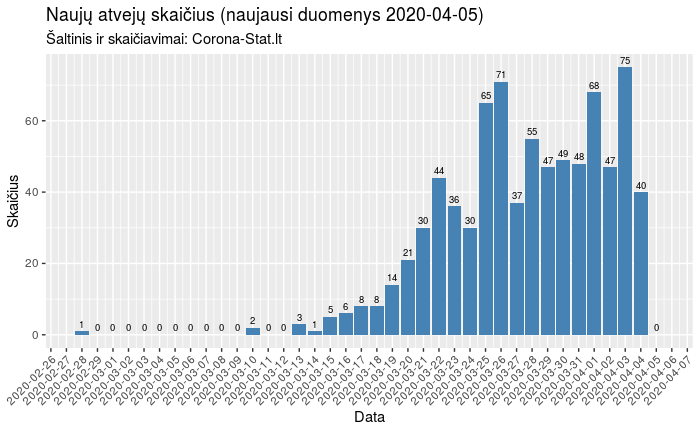 Naujų atvejų skaičius (naujausi duomenys 2020-04-05)
Šaltinis ir skaičiavimai: Corona-Stat.lt
Skaičius
60
40
20
0
1 0 0 0 0 0 0 0 0 0 0 2 0 0 3 1 5 6 8 8 14 21 30 44 36 30 65 71 37 55 47 49 48 68 47 75 40 0
2020-02-26 2020-02-27 2020-02-28 2020-02-29 2020-03-01 2020-03-02 2020-03-03 2020-03-04 2020-03-05 2020-03-06 2020-03-07 2020-03-08 2020-03-09 2020-03-10 2020-03-11 2020-03-12 2020-03-13 2020-03-14 2020-03-15 2020-03-16 2020-03-17 2020-03-18 2020-03-19 2020-03-20 2020-03-21 2020-03-22 2020-03-23 2020-03-24 2020-03-25 2020-03-26 2020-03-27 2020-03-28 2020-03-29 2020-03-30 2020-03-31 2020-04-01 2020-04-02 2020-04-03 2020-04-04 2020-04-05 2020-04-06 2020-04-07
Data